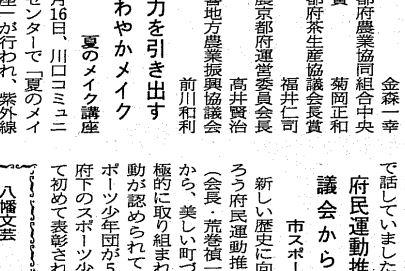 金森一幸
都府農業協同組合中央
賞
菊岡正和
都府茶生産協議会長賞
福井仁司
農京都府運営委員会長
高井賢治
善地方農業振興協議会
前川和利
力を引き出す
わやかメイク
夏のメイク講座
月16日、川口コミュニ
センターで「夏のメイ
座」が行われ、紫外線
で話していました
府民運動推
議会から
市スポー
新しい歴史に向
ろう府民運動推
（会長・荒巻禎一
から、美しい町づ
極的に取り組まれ
動が認められて
ポーツ少年団が5
府下のスポーツ少
て初めて表彰され
八幡文芸